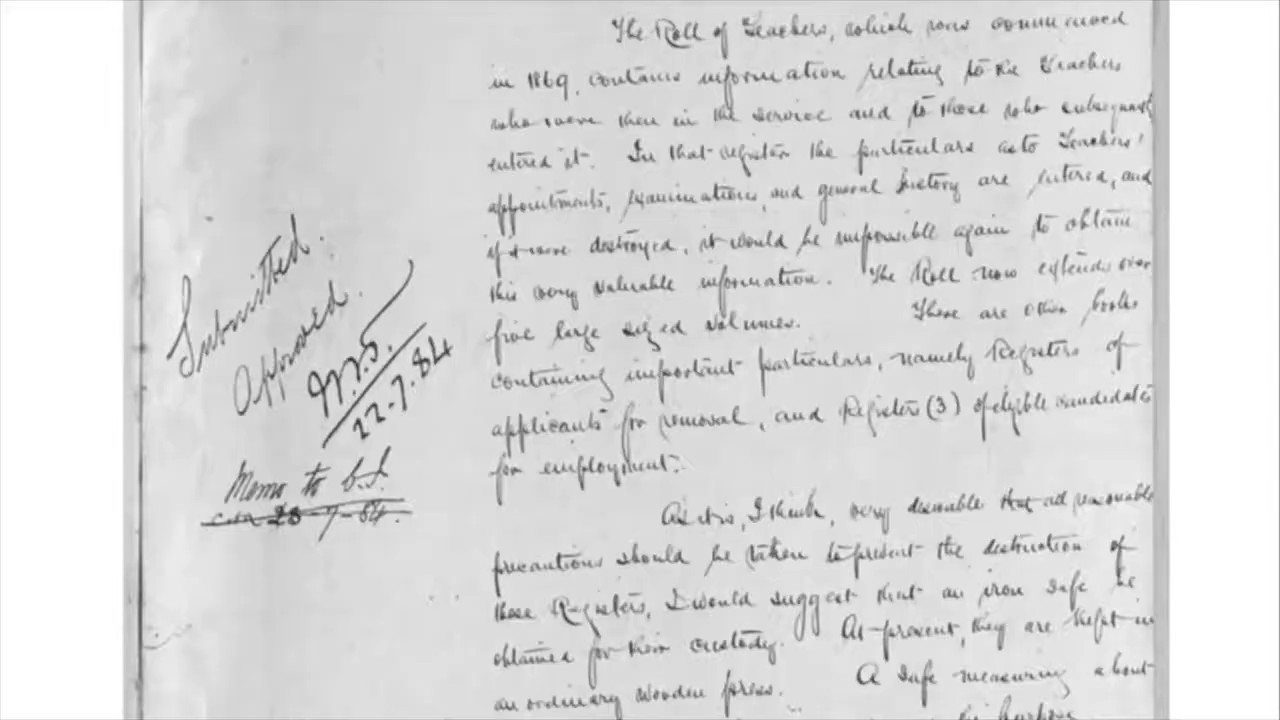 The Roll of Teachers, which was commenced
in 1869, contains information relating to the Teachers
who were then in the service and to those who subsequently
entered it. In that register the particulars as to Teachers'
appointments, examinations, and general history are entered, and
if it were destroyed, it would be impossible again to obtain
this very valuable information. The Roll now extends over
five large sized volumes. There are other books
containing important particulars, namely Registers of
applicants for removal, and Registers (3) of eligible candidates
for employment.
As it is, I think, very desirable that all reasonable
precautions should be taken to prevent the destruction of
these Registers, I would suggest that an iron safe be
obtained for their custody. At present, they are kept in
an ordinary wooden press. A safe measuring about
purpose
Submitted
Approved.
22.7.84
Memo to
7-84.